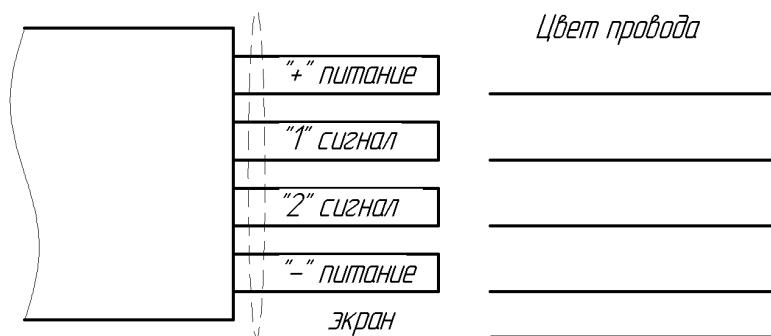 Цвет провода
"+" питание
"1" сигнал
"2" сигнал
"–" питание
экран